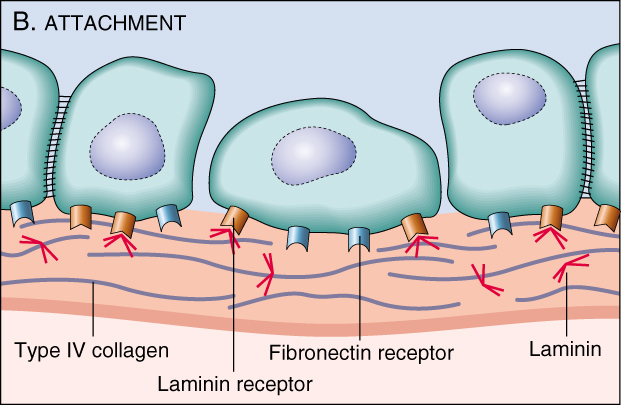 B. ATTACHMENT
Type IV collagen
Fibronectin receptor
Laminin
Laminin receptor